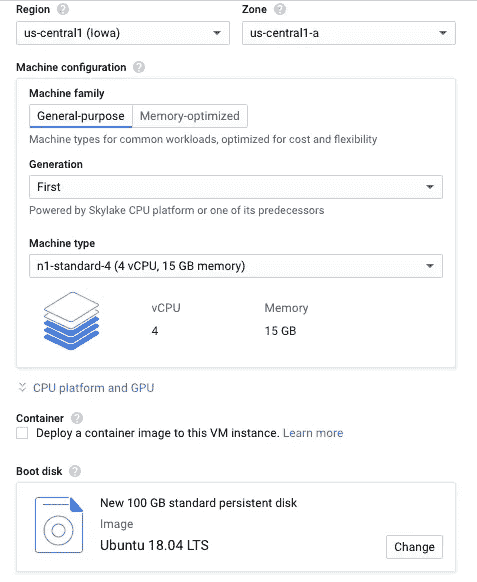 Region ? Zone ?
us-central1 (Iowa) us-central1-a
Machine configuration ?
Machine family
General-purpose Memory-optimized
Machine types for common workloads, optimized for cost and flexibility
Generation
First
Powered by Skylake CPU platform or one of its predecessors
Machine type
n1-standard-4 (4 vCPU, 15 GB memory)
vCPU Memory
4 15 GB
CPU platform and GPU
Container ?
Deploy a container image to this VM instance. Learn more
Boot disk ?
New 100 GB standard persistent disk
Image
Ubuntu 18.04 LTS
Change